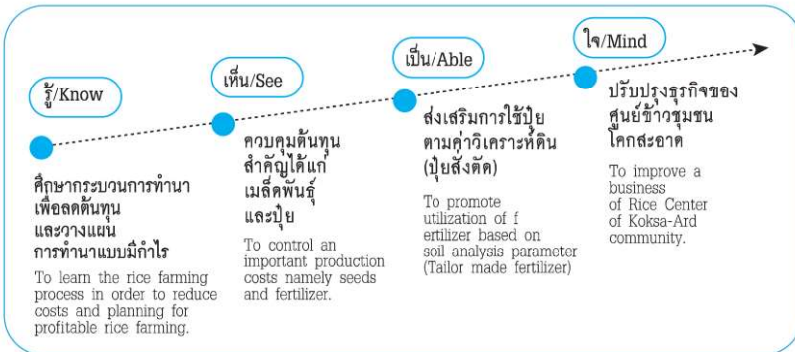 รู้/Know
ศึกษากระบวนการทำนา
เพื่อลดต้นทุน
และวางแผน
การทำนาแบบมีกำไร
To learn the rice farming
process in order to reduce
costs and planning for
profitable rice farming.
เห็น/See
ควบคุมต้นทุน
สำคัญได้แก่
เมล็ดพันธุ์
และปุ๋ย
To control an
important production
costs namely seeds
and fertilizer.
เป็น/Able
ส่งเสริมการใช้ปุ๋ย
ตามค่าวิเคราะห์ดิน
(ปุ๋ยสั่งตัด)
To promote
utilization of f
ertilizer based on
soil analysis parameter
(Tailor made fertilizer)
ใจ/Mind
ปรับปรุงธุรกิจของ
ศูนย์ข้าวชุมชน
โคกสะอาด
To improve a
business
of Rice Center
of Koksa-Ard
community.